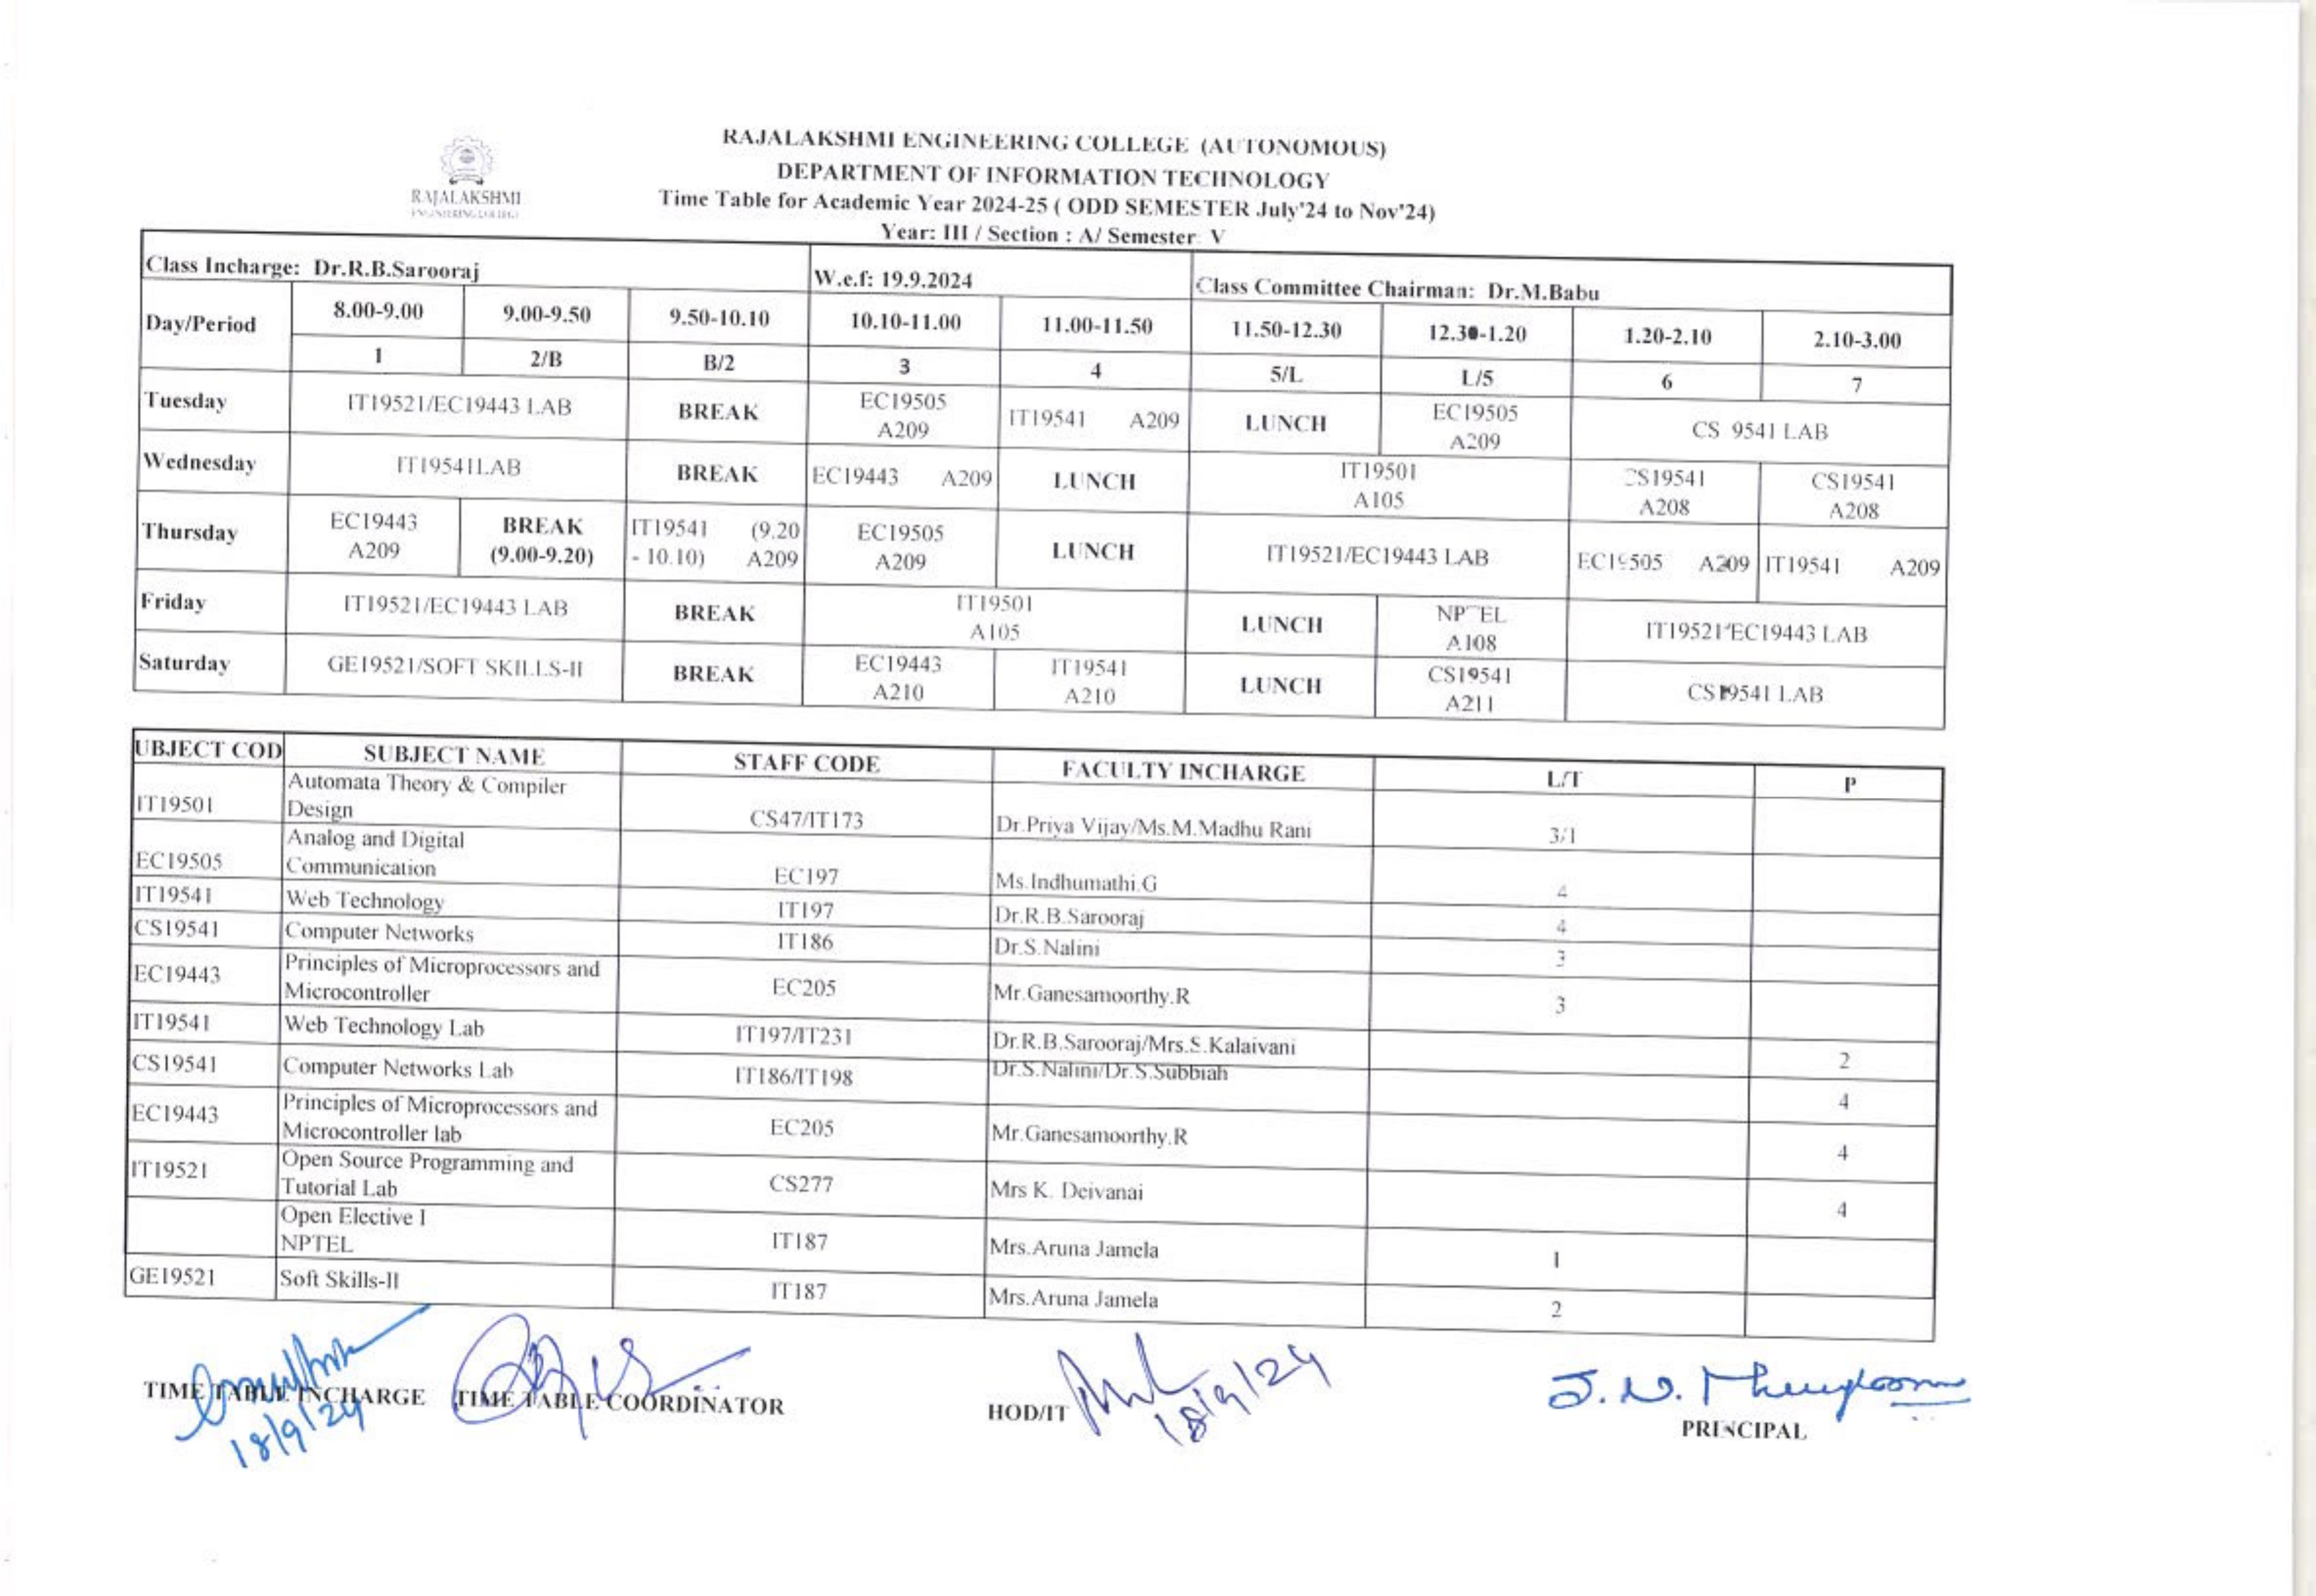 RAJALAKSHMI ENGINEERING COLLEGE (AUTONOMOUS)
DEPARTMENT OF INFORMATION TECHNOLOGY
RAJALAKSHMI
ENGINEERING COLLEGE
Time Table for Academic Year 2024-25 ( ODD SEMESTER July'24 to Nov'24)
Year: III / Section : A/ Semester V
Class Incharge: Dr.R.B.Sarooraj W.e.f: 19.9.2024 Class Committee Chairman: Dr.M.Babu
Day/Period 8.00-9.00 9.00-9.50 9.50-10.10 10.10-11.00 11.00-11.50 11.50-12.30 12.30-1.20 1.20-2.10 2.10-3.00
1 2/B B/2 3 4 5/L L/5 6 7
Tuesday IT19521/EC19443 LAB BREAK EC19505 A209 IT19541 A209 LUNCH EC19505 A209 CS 9541 LAB
Wednesday IT19541LAB BREAK EC19443 A209 LUNCH IT19501 A105 CS19541 A208 CS19541 A208
Thursday EC19443 A209 BREAK (9.00-9.20) IT19541 (9.20 - 10.10) A209 EC19505 A209 LUNCH IT19521/EC19443 LAB EC19505 A209 IT19541 A209
Friday IT19521/EC19443 LAB BREAK IT19501 A105 LUNCH NPTEL A108 IT19521/EC19443 LAB
Saturday GE19521/SOFT SKILLS-II BREAK EC19443 A210 IT19541 A210 LUNCH CS19541 A211 CS19541 LAB
UBJECT COD SUBJECT NAME STAFF CODE FACULTY INCHARGE L/T P
IT19501 Automata Theory & Compiler Design CS47/IT173 Dr.Priya Vijay/Ms.M.Madhu Rani 3/1
EC19505 Analog and Digital Communication EC197 Ms.Indhumathi.G 4
IT19541 Web Technology IT197 Dr.R.B.Sarooraj 4
CS19541 Computer Networks IT186 Dr.S.Nalini 3
EC19443 Principles of Microprocessors and Microcontroller EC205 Mr.Ganesamoorthy.R 3
IT19541 Web Technology Lab IT197/IT231 Dr.R.B.Sarooraj/Mrs.S.Kalaivani 2
CS19541 Computer Networks Lab IT186/IT198 Dr.S.Nalini/Dr.S.Subbiah 4
EC19443 Principles of Microprocessors and Microcontroller lab EC205 Mr.Ganesamoorthy.R 4
IT19521 Open Source Programming and Tutorial Lab CS277 Mrs K. Deivanai 4
Open Elective I NPTEL IT187 Mrs.Aruna Jamela 1
GE19521 Soft Skills-II IT187 Mrs.Aruna Jamela 2
TIME TABLE INCHARGE TIME TABLE COORDINATOR HOD/IT PRINCIPAL
18/9/24 18/9/24